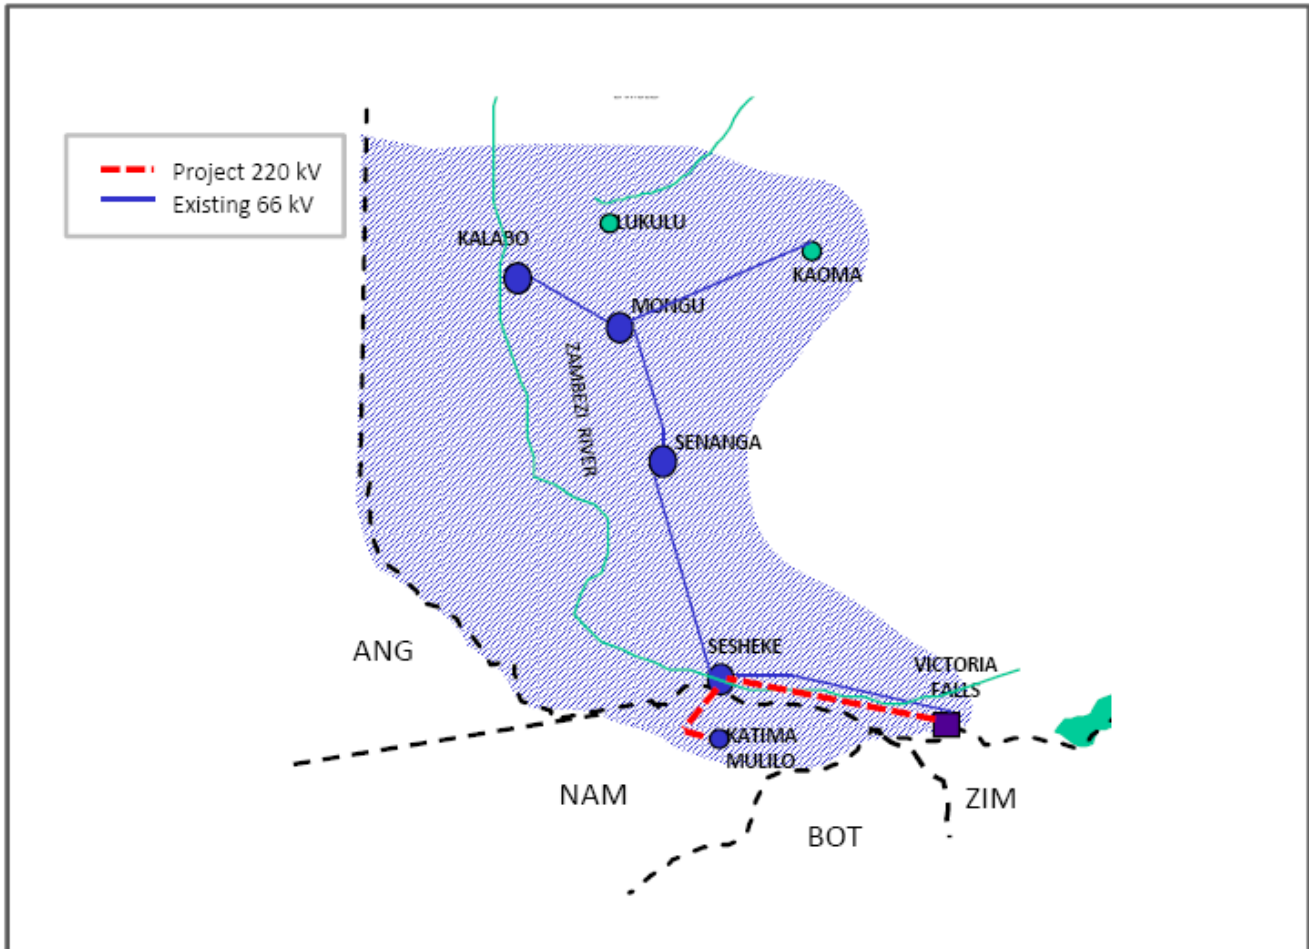 Project 220 kV
Existing 66 kV
LUKULU
KALABO
KAOMA
MONGU
ZAMBEZI RIVER
SENANGA
SESHEKE
VICTORIA
FALLS
ANG
KATIMA
MULILO
NAM
ZIM
BOT